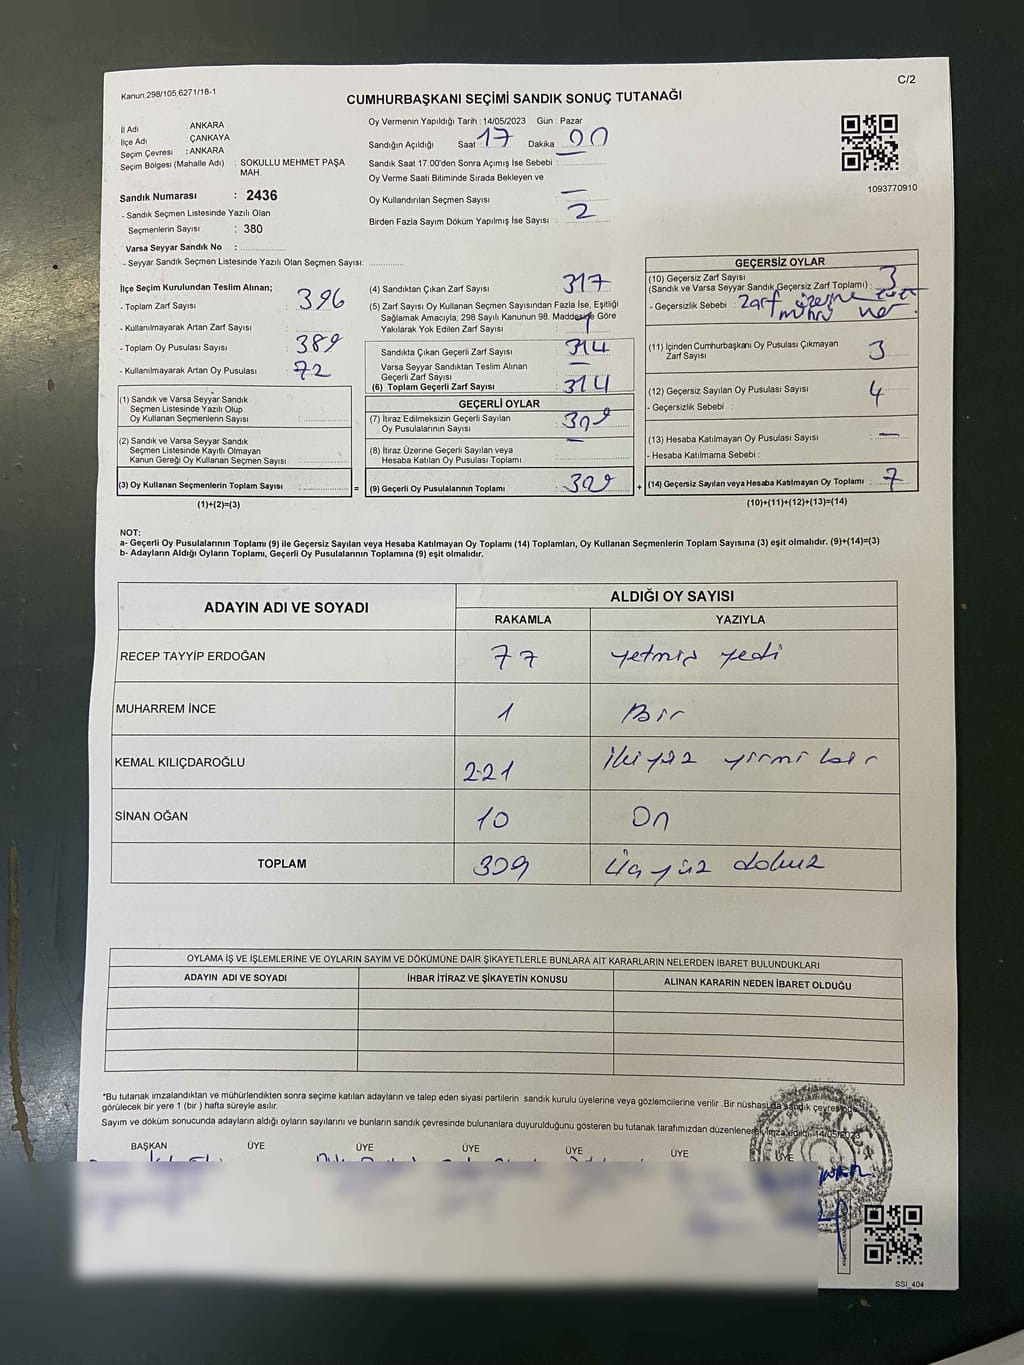 C/2
Kanun:298/105,6271/18-1
CUMHURBAŞKANI SEÇİMİ SANDIK SONUÇ TUTANAĞI
İl Adı : ANKARA
İlçe Adı : ÇANKAYA
Seçim Çevresi : ANKARA
Seçim Bölgesi (Mahalle Adı) : SOKULLU MEHMET PAŞA
MAH.
Sandık Numarası : 2436
- Sandık Seçmen Listesinde Yazılı Olan
Seçmenlerin Sayısı : 380
Varsa Seyyar Sandık No :
- Seyyar Sandık Seçmen Listesinde Yazılı Olan Seçmen Sayısı:
Oy Vermenin Yapıldığı Tarih : 14/05/2023 Gün : Pazar
Sandığın Açıldığı Saat 17 Dakika 00
Sandık Saat 17:00'den Sonra Açımış İse Sebebi :
Oy Verme Saati Bitiminde Sırada Bekleyen ve
Oy Kullandırılan Seçmen Sayısı : —
Birden Fazla Sayım Döküm Yapılmış İse Sayısı : 2
1093770910
İlçe Seçim Kurulundan Teslim Alınan;
- Toplam Zarf Sayısı : 396
- Kullanılmayarak Artan Zarf Sayısı :
- Toplam Oy Pusulası Sayısı : 389
- Kullanılmayarak Artan Oy Pusulası : 72
(1) Sandık ve Varsa Seyyar Sandık
Seçmen Listesinde Yazılı Olup
Oy Kullanan Seçmenlerin Sayısı :
(2) Sandık ve Varsa Seyyar Sandık
Seçmen Listesinde Kayıtlı Olmayan
Kanun Gereği Oy Kullanan Seçmen Sayısı :
(3) Oy Kullanan Seçmenlerin Toplam Sayısı : =
(1)+(2)=(3)
(4) Sandıktan Çıkan Zarf Sayısı : 317
(5) Zarf Sayısı Oy Kullanan Seçmen Sayısından Fazla İse, Eşitliği
Sağlamak Amacıyla; 298 Sayılı Kanunun 98. Maddesine Göre
Yakılarak Yok Edilen Zarf Sayısı :
Sandıkta Çıkan Geçerli Zarf Sayısı : 314
Varsa Seyyar Sandıktan Teslim Alınan
Geçerli Zarf Sayısı : —
(6) Toplam Geçerli Zarf Sayısı : 314
GEÇERLİ OYLAR
(7) İtiraz Edilmeksizin Geçerli Sayılan
Oy Pusulalarının Sayısı : 309
(8) İtiraz Üzerine Geçerli Sayılan veya
Hesaba Katılan Oy Pusulası Toplamı : —
(9) Geçerli Oy Pusulalarının Toplamı : 309 +
GEÇERSİZ OYLAR
(10) Geçersiz Zarf Sayısı
(Sandık ve Varsa Seyyar Sandık Geçersiz Zarf Toplamı) : 3
- Geçersizlik Sebebi : Zarf üzerine evet
mührü var
(11) İçinden Cumhurbaşkanı Oy Pusulası Çıkmayan
Zarf Sayısı : 3
(12) Geçersiz Sayılan Oy Pusulası Sayısı : 4
- Geçersizlik Sebebi :
(13) Hesaba Katılmayan Oy Pusulası Sayısı : —
- Hesaba Katılmama Sebebi :
(14) Geçersiz Sayılan veya Hesaba Katılmayan Oy Toplamı : 7
(10)+(11)+(12)+(13)=(14)
NOT:
a- Geçerli Oy Pusulalarının Toplamı (9) ile Geçersiz Sayılan ve Hesaba Katılmayan Oy Toplamı (14) Toplamları, Oy Kullanan Seçmenlerin Toplam Sayısına (3) eşit olmalıdır. (9)+(14)=(3)
b- Adayların Aldığı Oyların Toplamı, Geçerli Oy Pusulalarının Toplamına (9) eşit olmalıdır.
ADAYIN ADI VE SOYADI ALDIĞI OY SAYISI
RAKAMLA YAZIYLA
RECEP TAYYİP ERDOĞAN 77 yetmiş yedi
MUHARREM İNCE 1 Bir
KEMAL KILIÇDAROĞLU 221 iki yüz yirmi bir
SİNAN OĞAN 10 On
TOPLAM 309 Üç yüz dokuz
OYLAMA İŞ VE İŞLEMLERİNE VE OYLARIN SAYIM VE DÖKÜMÜNE DAİR ŞİKAYETLERLE BUNLARA AİT KARARLARIN NELERDEN İBARET BULUNDUKLARI
ADAYIN ADI VE SOYADI İHBAR İTİRAZ VE ŞİKAYETİN KONUSU ALINAN KARARIN NEDEN İBARET OLDUĞU
*Bu tutanak imzalandıktan ve mühürlendikten sonra seçime katılan adayların ve talep eden siyasi partilerin sandık kurulu üyelerine veya gözlemcilerine verilir .Bir nüshası da sandık çevresinde
görülecek bir yere 1 (bir ) hafta süreyle asılır.
Sayım ve döküm sonucunda adayların aldığı oyların sayılarını ve bunların sandık çevresinde bulunanlara duyurulduğunu gösteren bu tutanak tarafımızdan düzenlenerek imza edildi. 14/05/2023
BAŞKAN ÜYE ÜYE ÜYE ÜYE ÜYE ÜYE
SSI_404